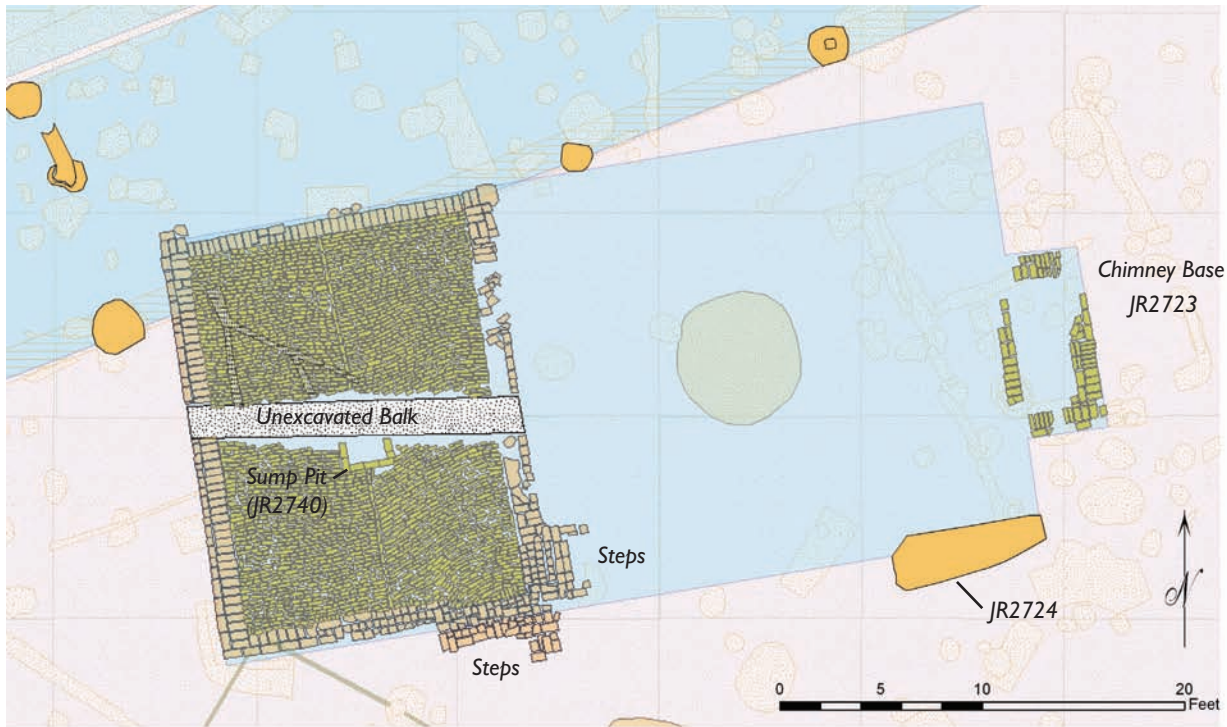 Chimney Base
JR2723
Unexcavated Balk
Sump Pit
(JR2740)
Steps
JR2724
N
Steps
0 5 10 20
Feet